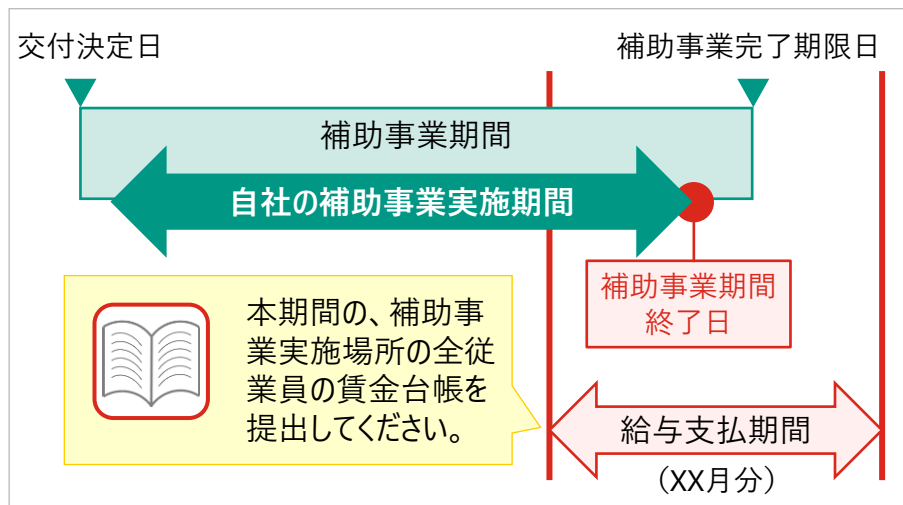 交付決定日
補助事業完了期限日
補助事業期間
自社の補助事業実施期間
補助事業期間
終了日
本期間の、補助事
業実施場所の全従
業員の賃金台帳を
提出してください。
給与支払期間
（XX月分）